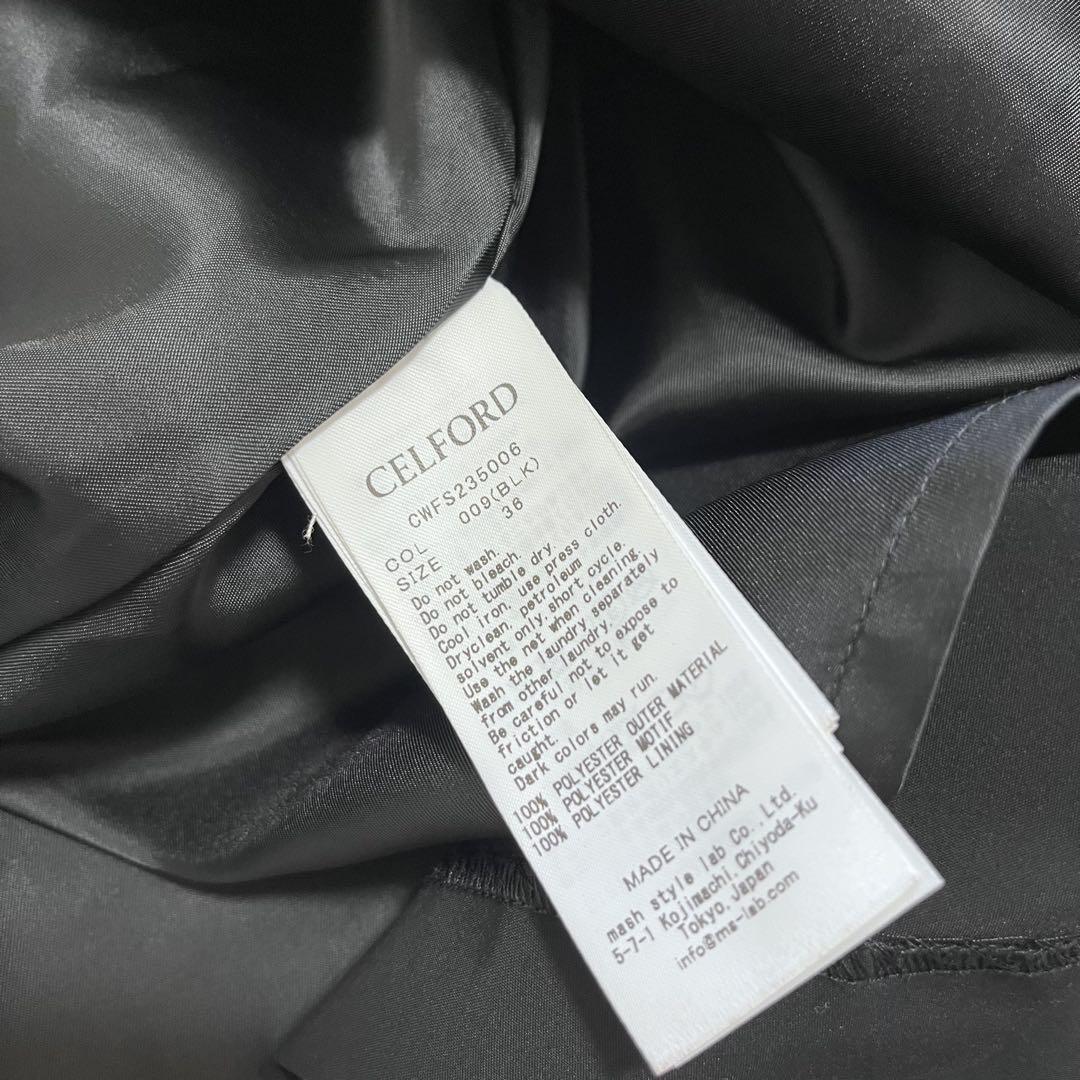 CELFORD
CWFS235006
COL 009(BLK)
SIZE 36
Do not wash.
Do not bleach.
Do not tumble dry.
Cool iron. use press cloth.
Dryclean, petroleum
solvent only,short cycle.
Use the net when cleaning.
Wash the laundry separately
from other laundry.
Be careful not to expose to
friction or let it get
caught.
Dark colors may run.
100% POLYESTER OUTER MATERIAL
100% POLYESTER MOTIF
100% POLYESTER LINING
MADE IN CHINA
mash style lab Co.,Ltd.
5-7-1 Kojimachi,Chiyoda-Ku
Tokyo,Japan
info@ms-lab.com